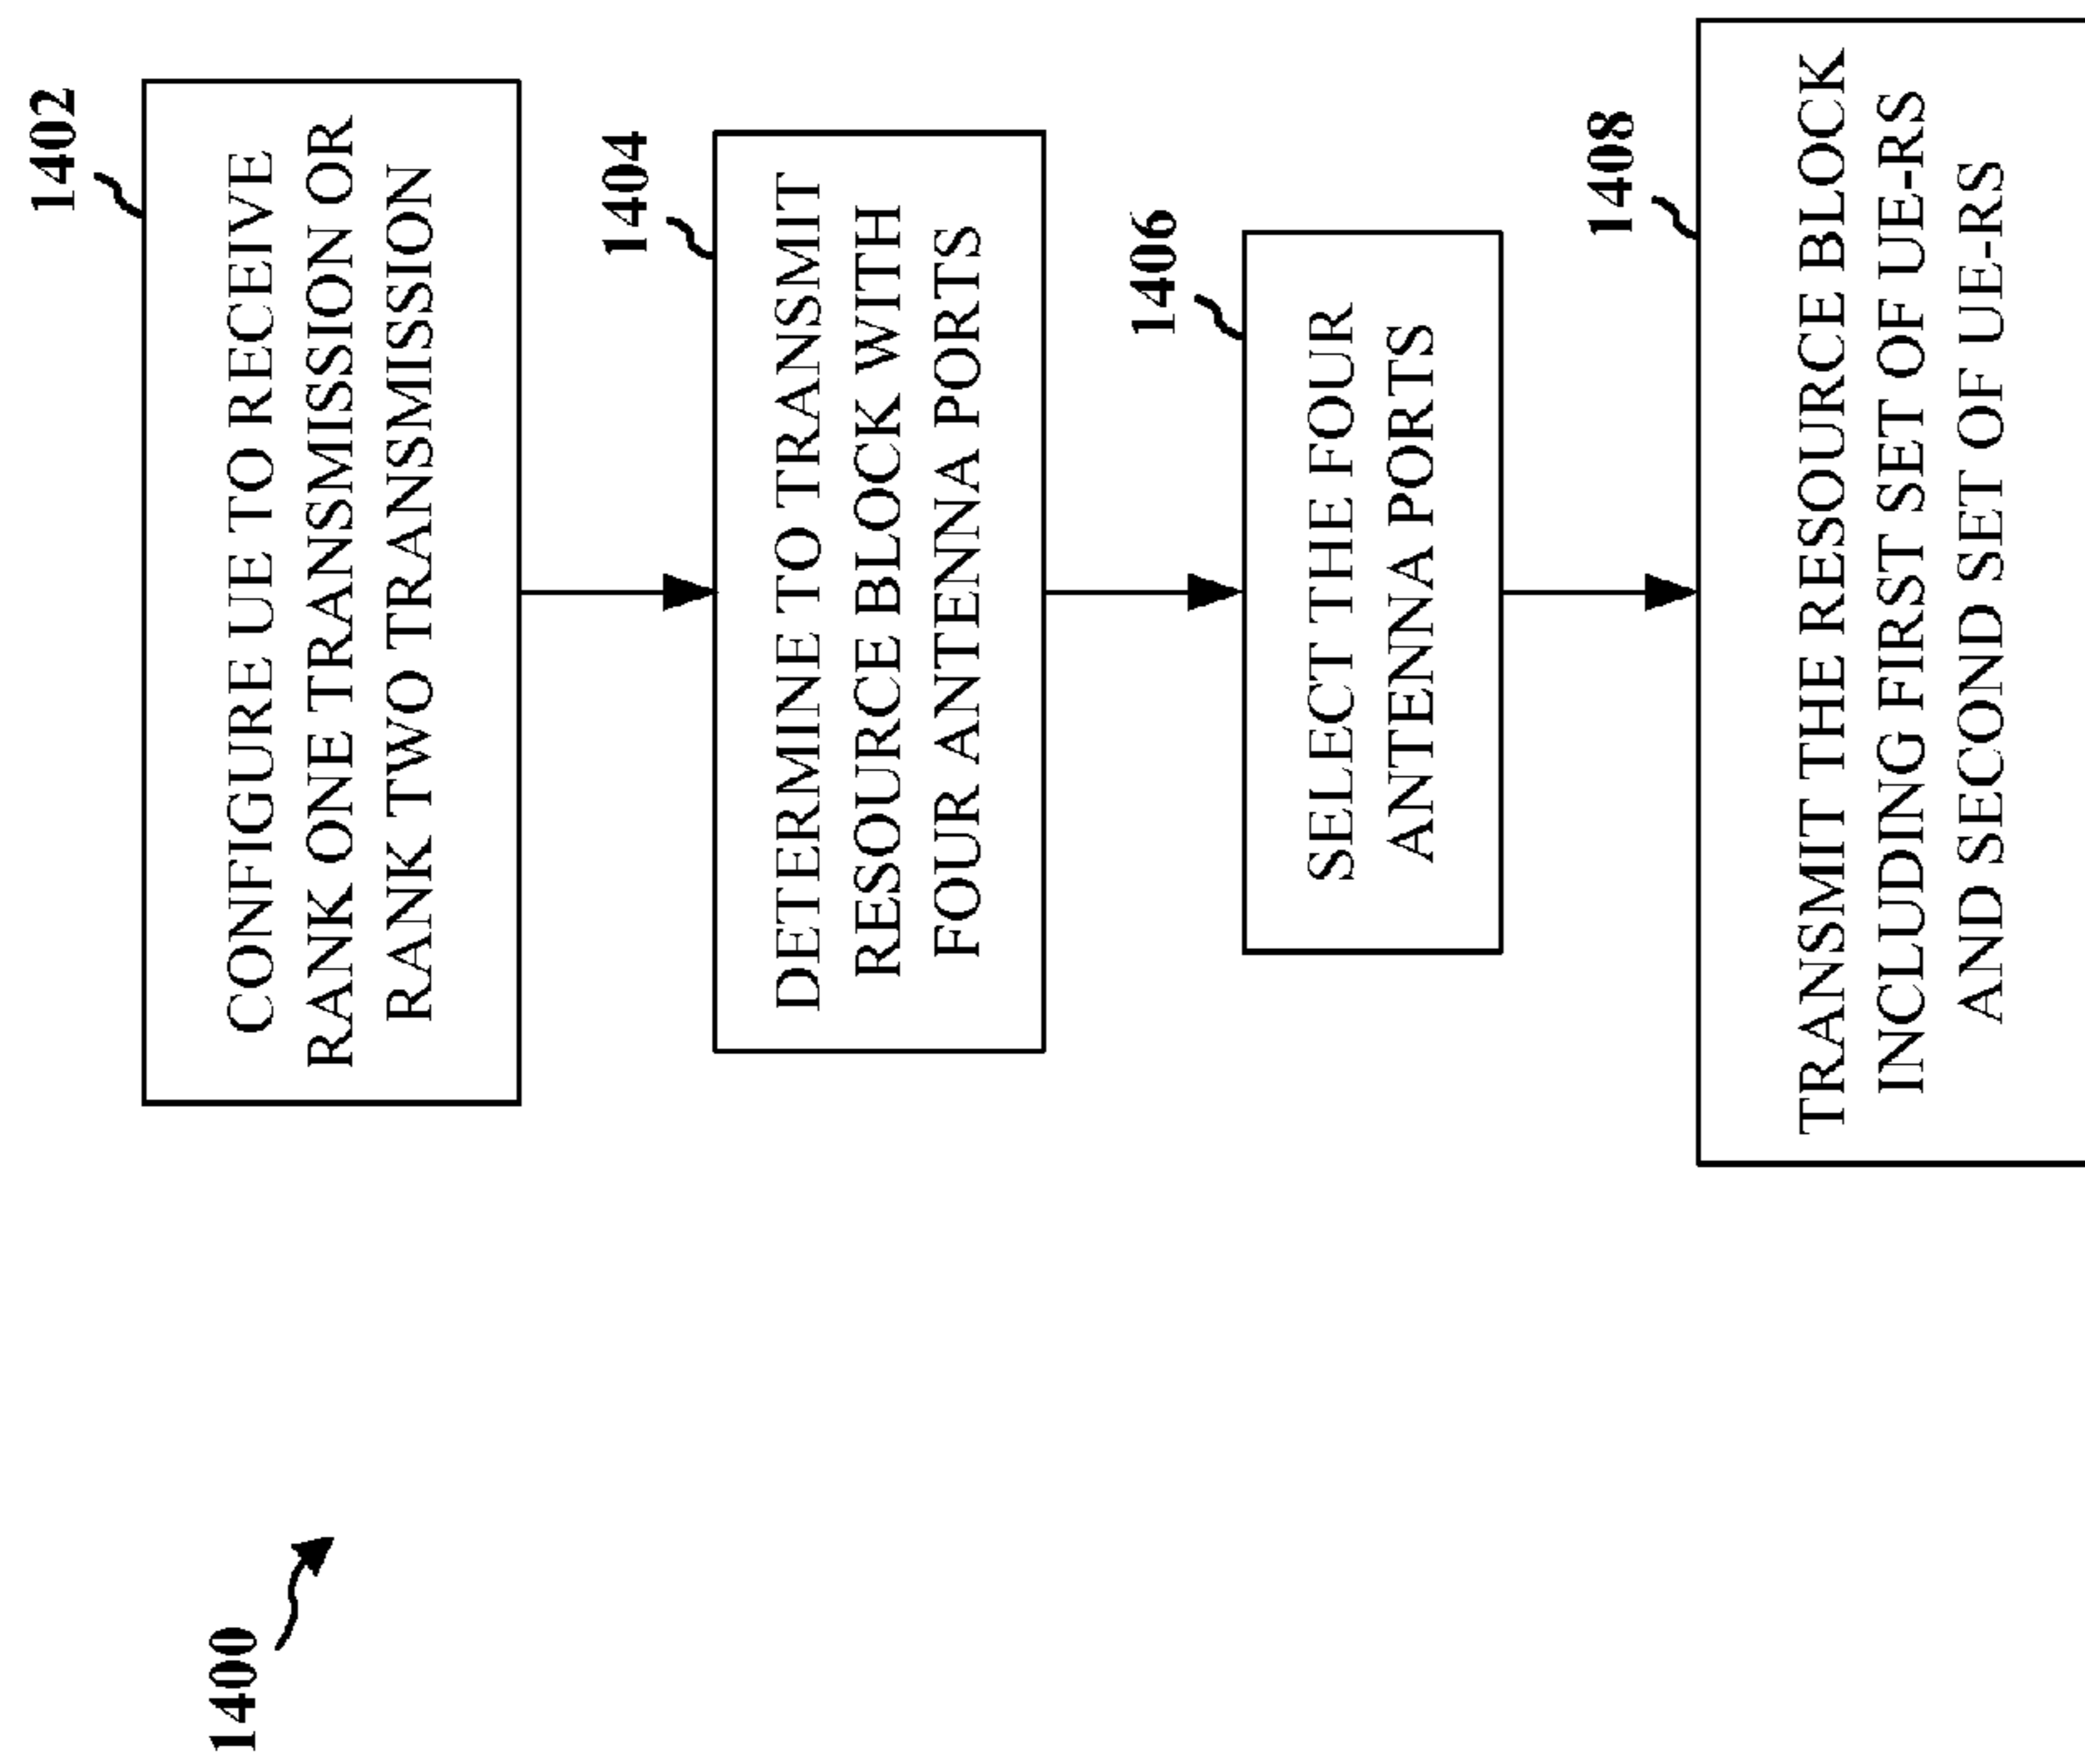 1400
1402
CONFIGURE UE TO RECEIVE
RANK ONE TRANSMISSION OR
RANK TWO TRANSMISSION
1404
DETERMINE TO TRANSMIT
RESOURCE BLOCK WITH
FOUR ANTENNA PORTS
1406
SELECT THE FOUR
ANTENNA PORTS
1408
TRANSMIT THE RESOURCE BLOCK
INCLUDING FIRST SET OF UE-RS
AND SECOND SET OF UE-RS